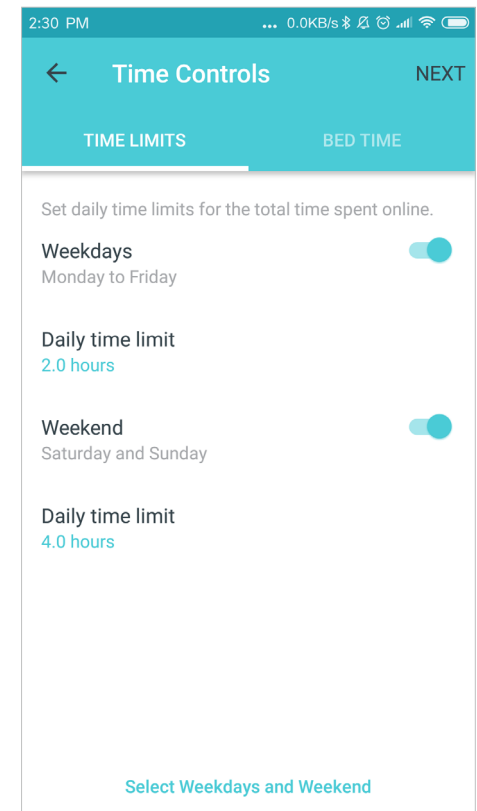 2:30 PM ... 0.0KB/s
Time Controls NEXT
TIME LIMITS BED TIME
Set daily time limits for the total time spent online.
Weekdays
Monday to Friday
Daily time limit
2.0 hours
Weekend
Saturday and Sunday
Daily time limit
4.0 hours
Select Weekdays and Weekend